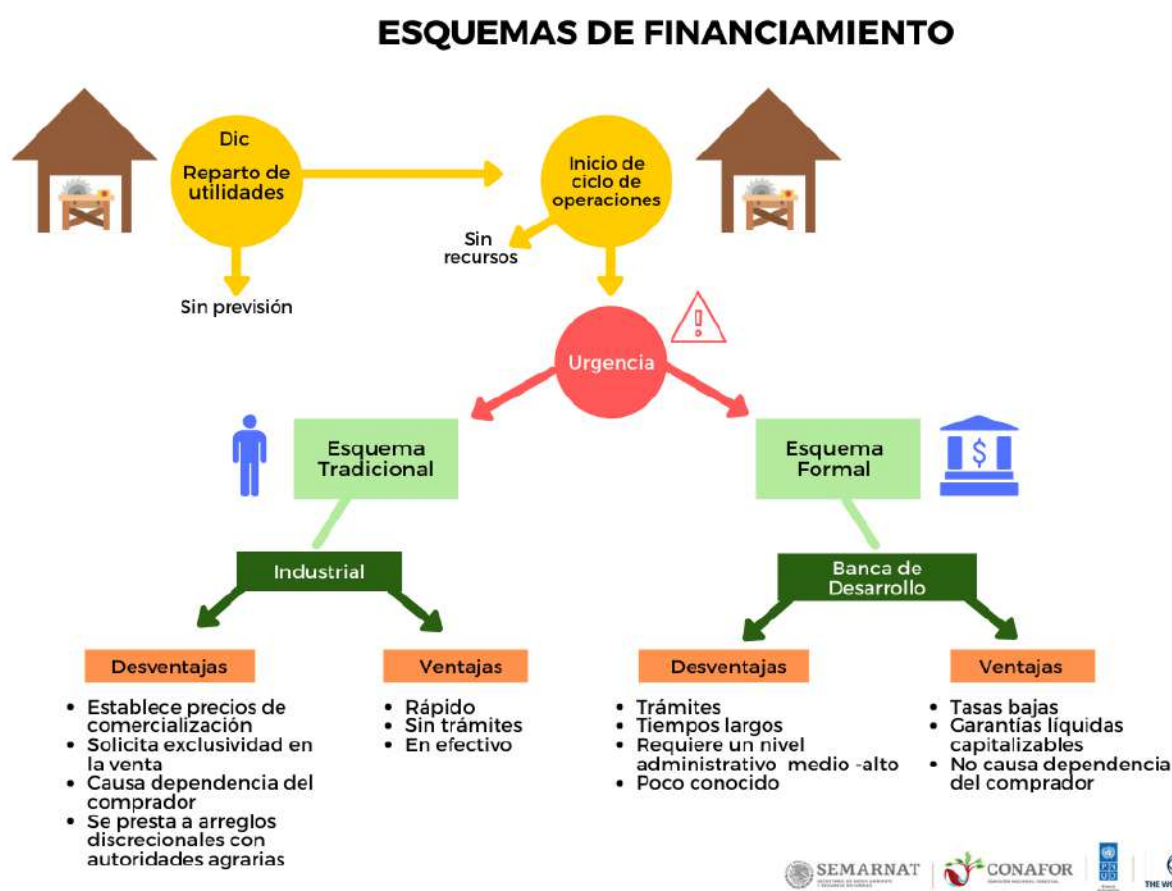 ESQUEMAS DE FINANCIAMIENTO
Dic
Reparto de
utilidades
Inicio de
ciclo de
operaciones
Sin
recursos
Sin previsión
Urgencia
Esquema
Tradicional
Esquema
Formal
$
Industrial
Banca de
Desarrollo
Desventajas
• Establece precios de
comercialización
• Solicita exclusividad en
la venta
• Causa dependencia del
comprador
• Se presta a arreglos
discrecionales con
autoridades agrarias
Ventajas
• Rápido
• Sin trámites
• En efectivo
Desventajas
• Trámites
• Tiempos largos
• Requiere un nivel
administrativo medio -alto
• Poco conocido
Ventajas
• Tasas bajas
• Garantías líquidas
capitalizables
• No causa dependencia
del comprador
SEMARNAT
CONAFOR